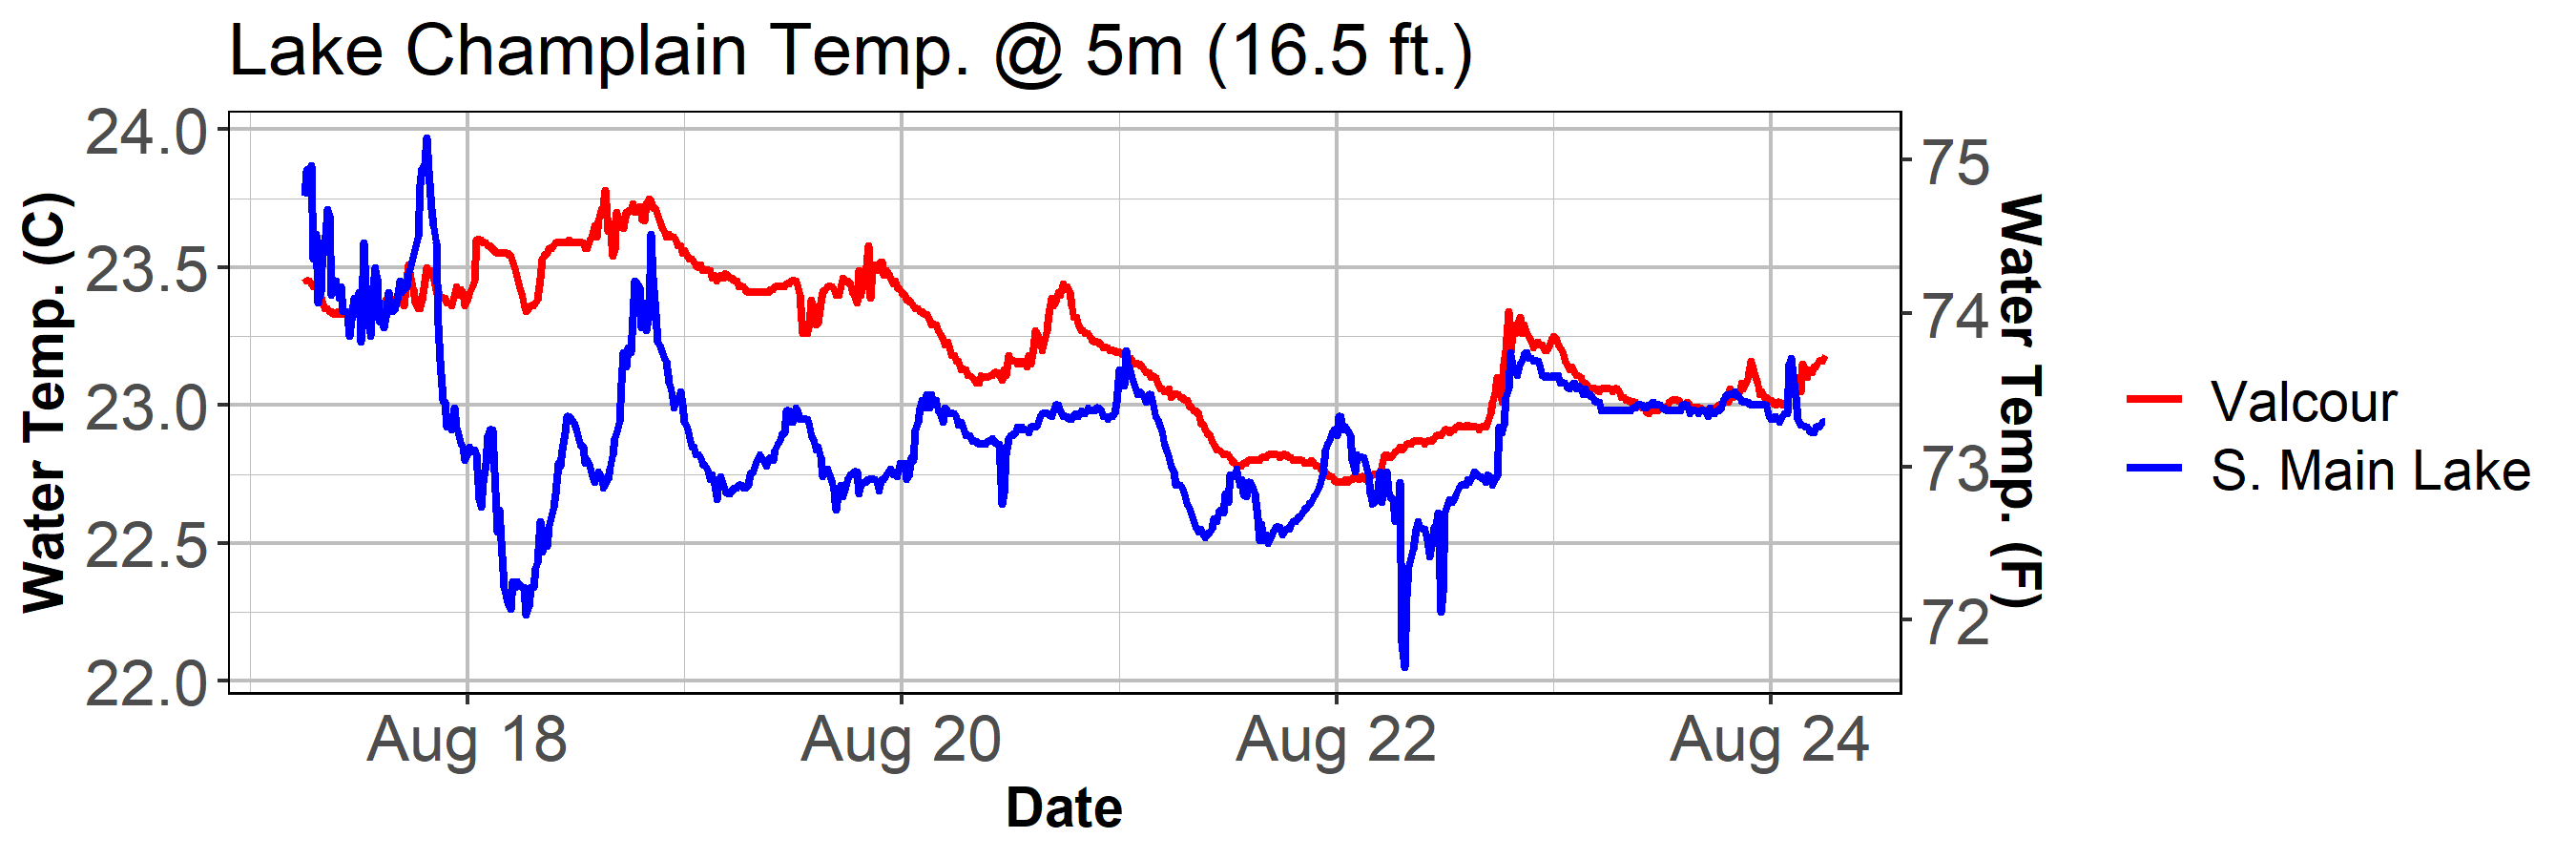 Lake Champlain Temp. @ 5m (16.5 ft.)
Water Temp. (C)
24.0
23.5
23.0
22.5
22.0
75
74
73
72
Water Temp. (F)
Aug 18
Aug 20
Aug 22
Aug 24
Date
Valcour
S. Main Lake